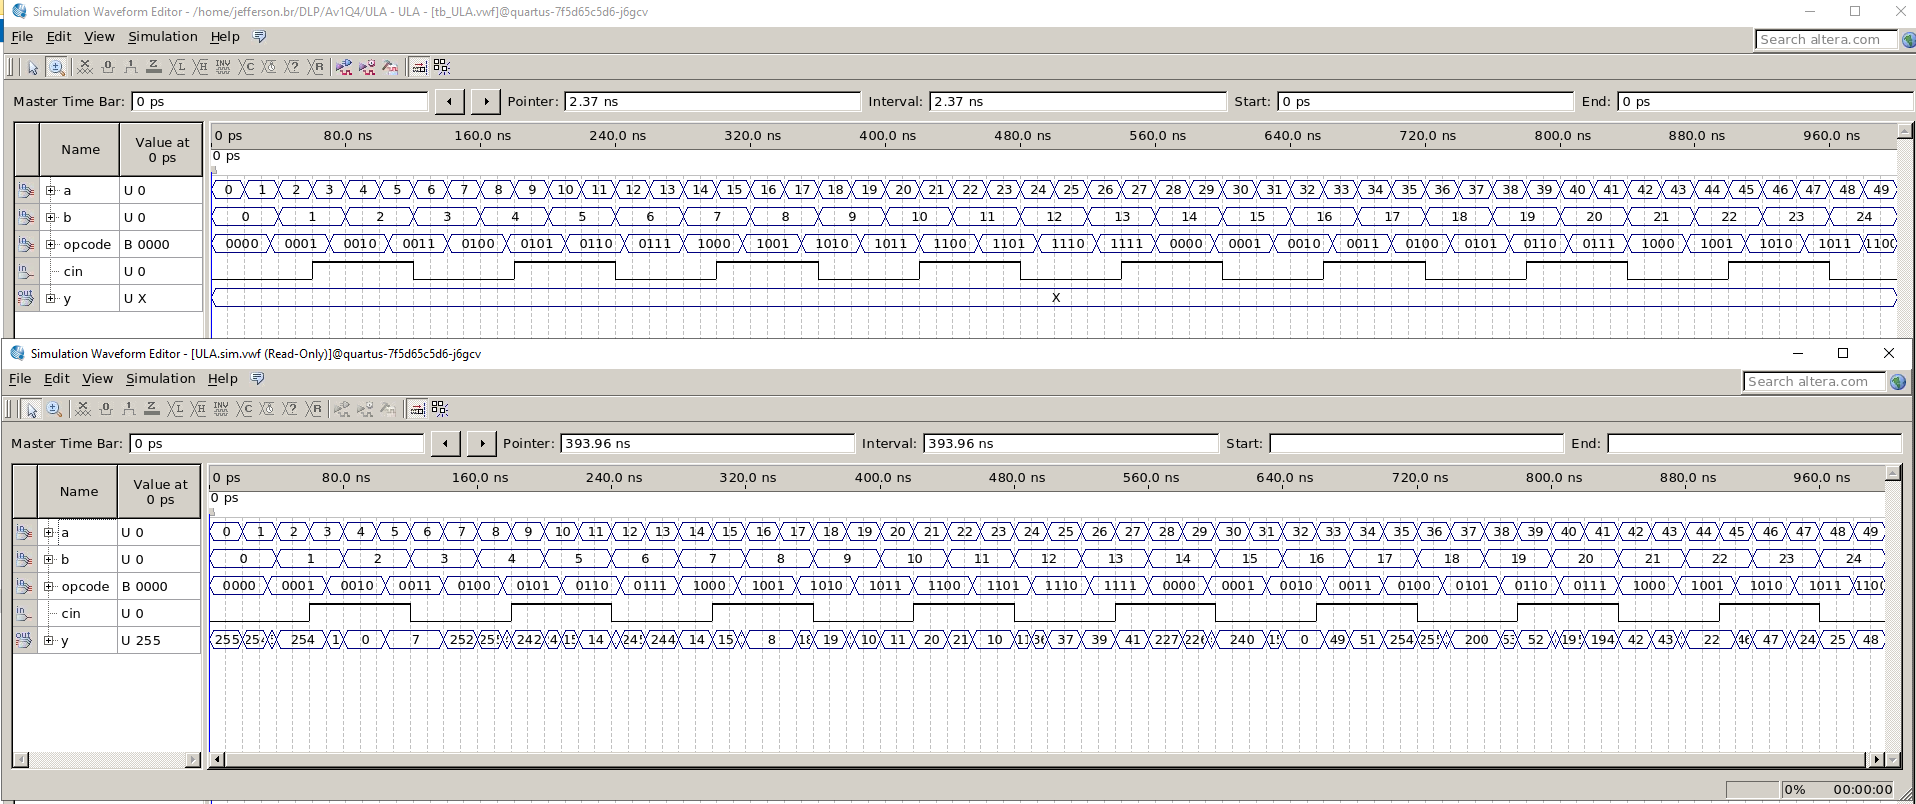 Simulation Waveform Editor - /home/jefferson.br/DLP/Av1Q4/ULA - ULA - [tb_ULA.vwf]@quartus-7f5d65c5d6-j6gcv
File Edit View Simulation Help
Search altera.com
Master Time Bar: 0 ps Pointer: 2.37 ns Interval: 2.37 ns Start: 0 ps End: 0 ps
Name Value at 0 ps 0 ps 80.0 ns 160.0 ns 240.0 ns 320.0 ns 400.0 ns 480.0 ns 560.0 ns 640.0 ns 720.0 ns 800.0 ns 880.0 ns 960.0 ns
0 ps
a U 0 0 1 2 3 4 5 6 7 8 9 10 11 12 13 14 15 16 17 18 19 20 21 22 23 24 25 26 27 28 29 30 31 32 33 34 35 36 37 38 39 40 41 42 43 44 45 46 47 48 49
b U 0 0 1 2 3 4 5 6 7 8 9 10 11 12 13 14 15 16 17 18 19 20 21 22 23 24
opcode B 0000 0000 0001 0010 0011 0100 0101 0110 0111 1000 1001 1010 1011 1100 1101 1110 1111 0000 0001 0010 0011 0100 0101 0110 0111 1000 1001 1010 1011 1100
cin U 0
y U X X
Simulation Waveform Editor - [ULA.sim.vwf (Read-Only)]@quartus-7f5d65c5d6-j6gcv
File Edit View Simulation Help
Search altera.com
Master Time Bar: 0 ps Pointer: 393.96 ns Interval: 393.96 ns Start: End:
Name Value at 0 ps 0 ps 80.0 ns 160.0 ns 240.0 ns 320.0 ns 400.0 ns 480.0 ns 560.0 ns 640.0 ns 720.0 ns 800.0 ns 880.0 ns 960.0 ns
0 ps
a U 0 0 1 2 3 4 5 6 7 8 9 10 11 12 13 14 15 16 17 18 19 20 21 22 23 24 25 26 27 28 29 30 31 32 33 34 35 36 37 38 39 40 41 42 43 44 45 46 47 48 49
b U 0 0 1 2 3 4 5 6 7 8 9 10 11 12 13 14 15 16 17 18 19 20 21 22 23 24
opcode B 0000 0000 0001 0010 0011 0100 0101 0110 0111 1000 1001 1010 1011 1100 1101 1110 1111 0000 0001 0010 0011 0100 0101 0110 0111 1000 1001 1010 1011 1100
cin U 0
y U 255 255 254 254 1 0 7 252 242 14 244 14 15 8 19 10 11 20 21 10 11 36 37 39 41 227 226 240 0 49 51 254 200 52 194 42 43 22 46 47 24 25 48
0% 00:00:00